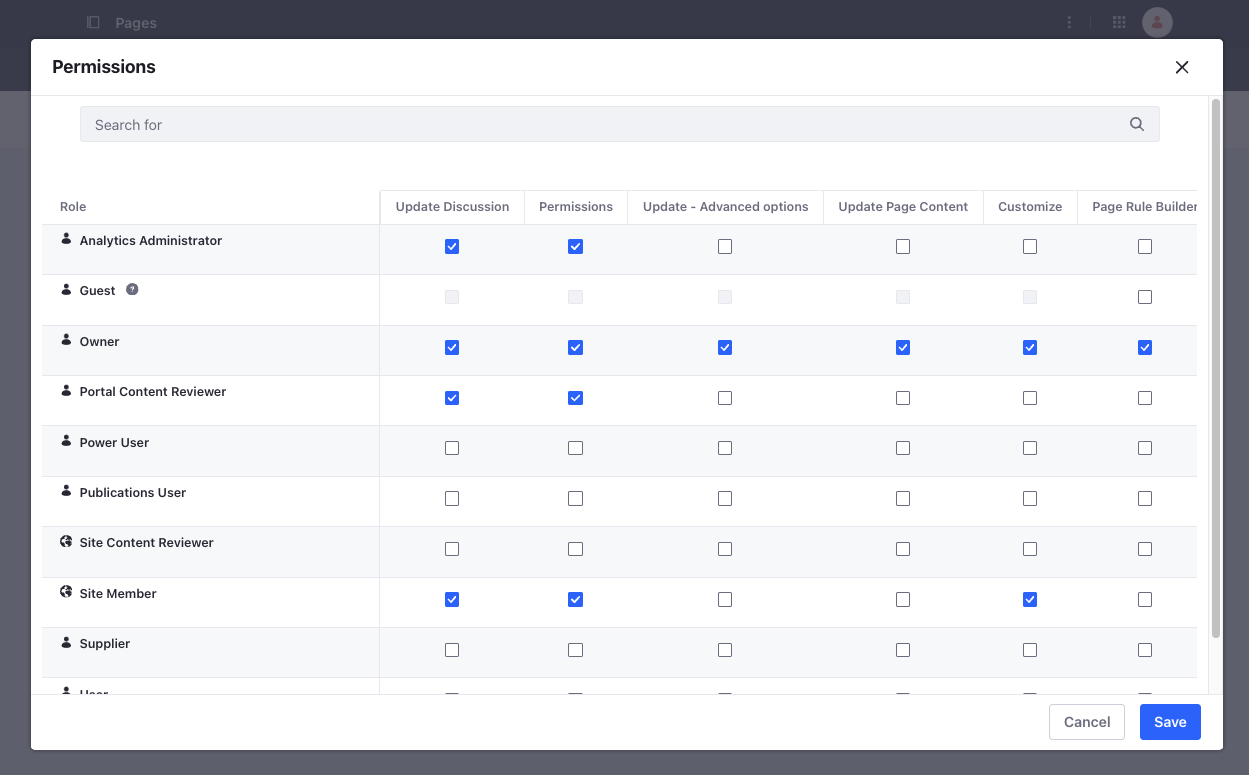 Pages
Permissions
Search for
Role Update Discussion Permissions Update - Advanced options Update Page Content Customize Page Rule Builder
Analytics Administrator
Guest ?
Owner
Portal Content Reviewer
Power User
Publications User
Site Content Reviewer
Site Member
Supplier
User
Cancel Save